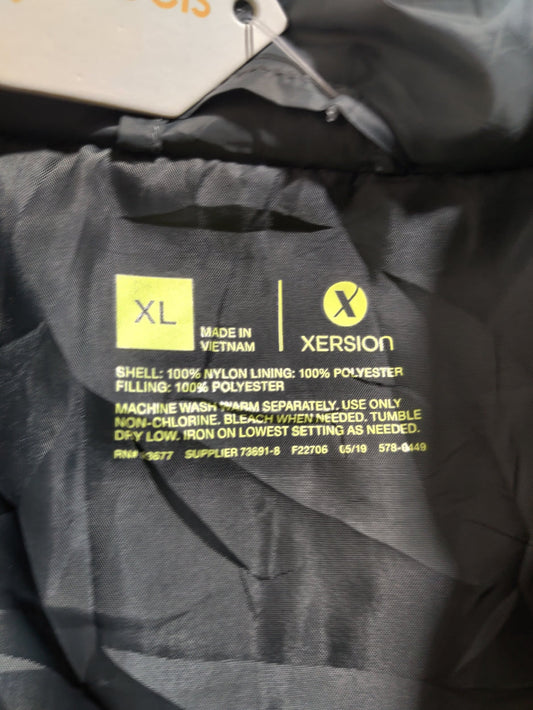 XL
MADE IN
VIETNAM
X
XERSION
SHELL: 100% NYLON LINING: 100% POLYESTER
FILLING: 100% POLYESTER
MACHINE WASH WARM SEPARATELY. USE ONLY
NON-CHLORINE. BLEACH WHEN NEEDED. TUMBLE
DRY LOW. IRON ON LOWEST SETTING AS NEEDED.
SUPPLIER 73691-8 F22706 05/19